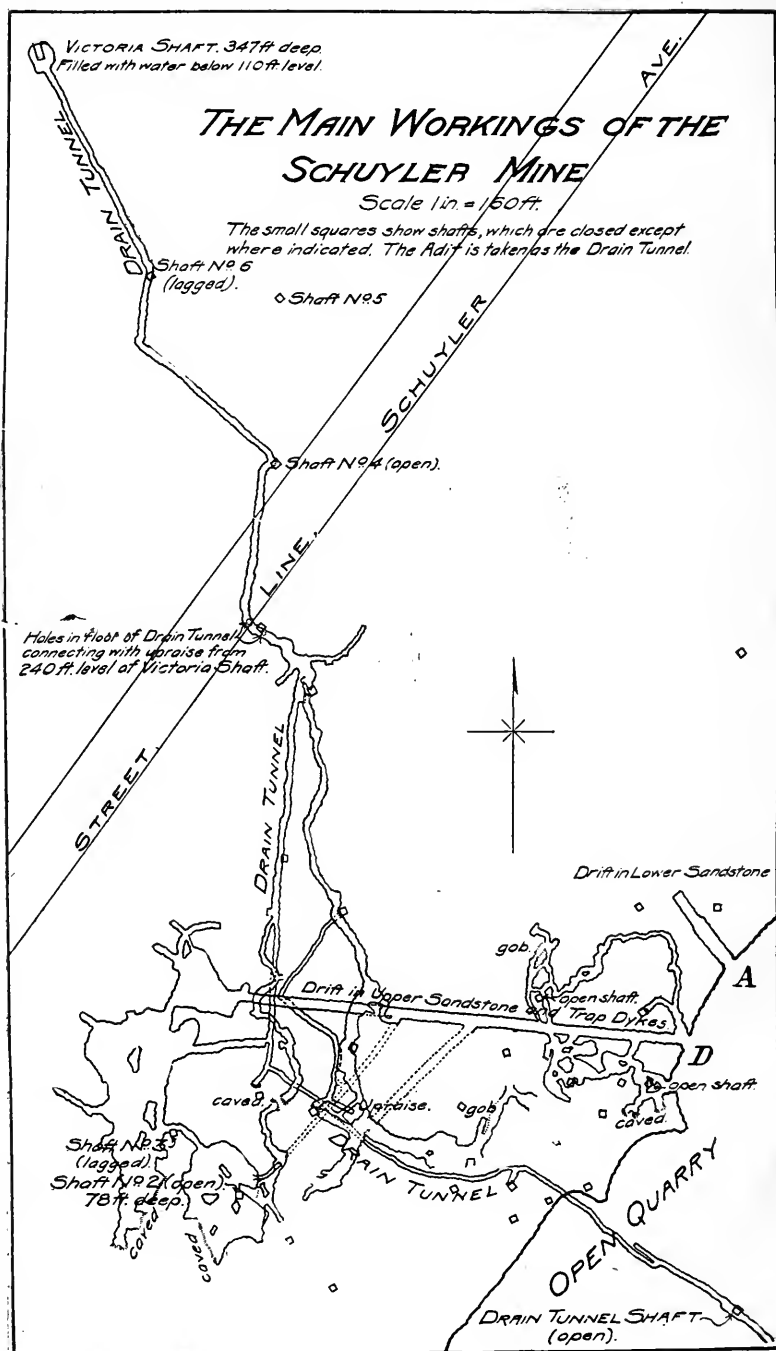 VICTORIA SHAFT. 347ft deep.
Filled with water below 110ft. level.
THE MAIN WORKINGS OF THE
SCHUYLER MINE
Scale 1 in. = 160ft.
The small squares show shafts, which are closed except
where indicated. The Adit is taken as the Drain Tunnel.
DRAIN TUNNEL
Shaft No. 6
(lagged).
Shaft No. 5
SCHUYLER AVE.
Shaft No. 4 (open).
STREET. LINE.
Holes in floor of Drain Tunnel
connecting with upraise from
240ft. level of Victoria Shaft.
DRAIN TUNNEL
Drift in Lower Sandstone
A
gob.
open shaft.
Drift in Upper Sandstone and Trap Dykes.
D
open shaft.
caved.
caved.
upraise.
gob
Shaft No. 3
(lagged).
Shaft No. 2 (open).
78ft. deep.
caved
caved
DRAIN TUNNEL
OPEN QUARRY
DRAIN TUNNEL SHAFT
(open).